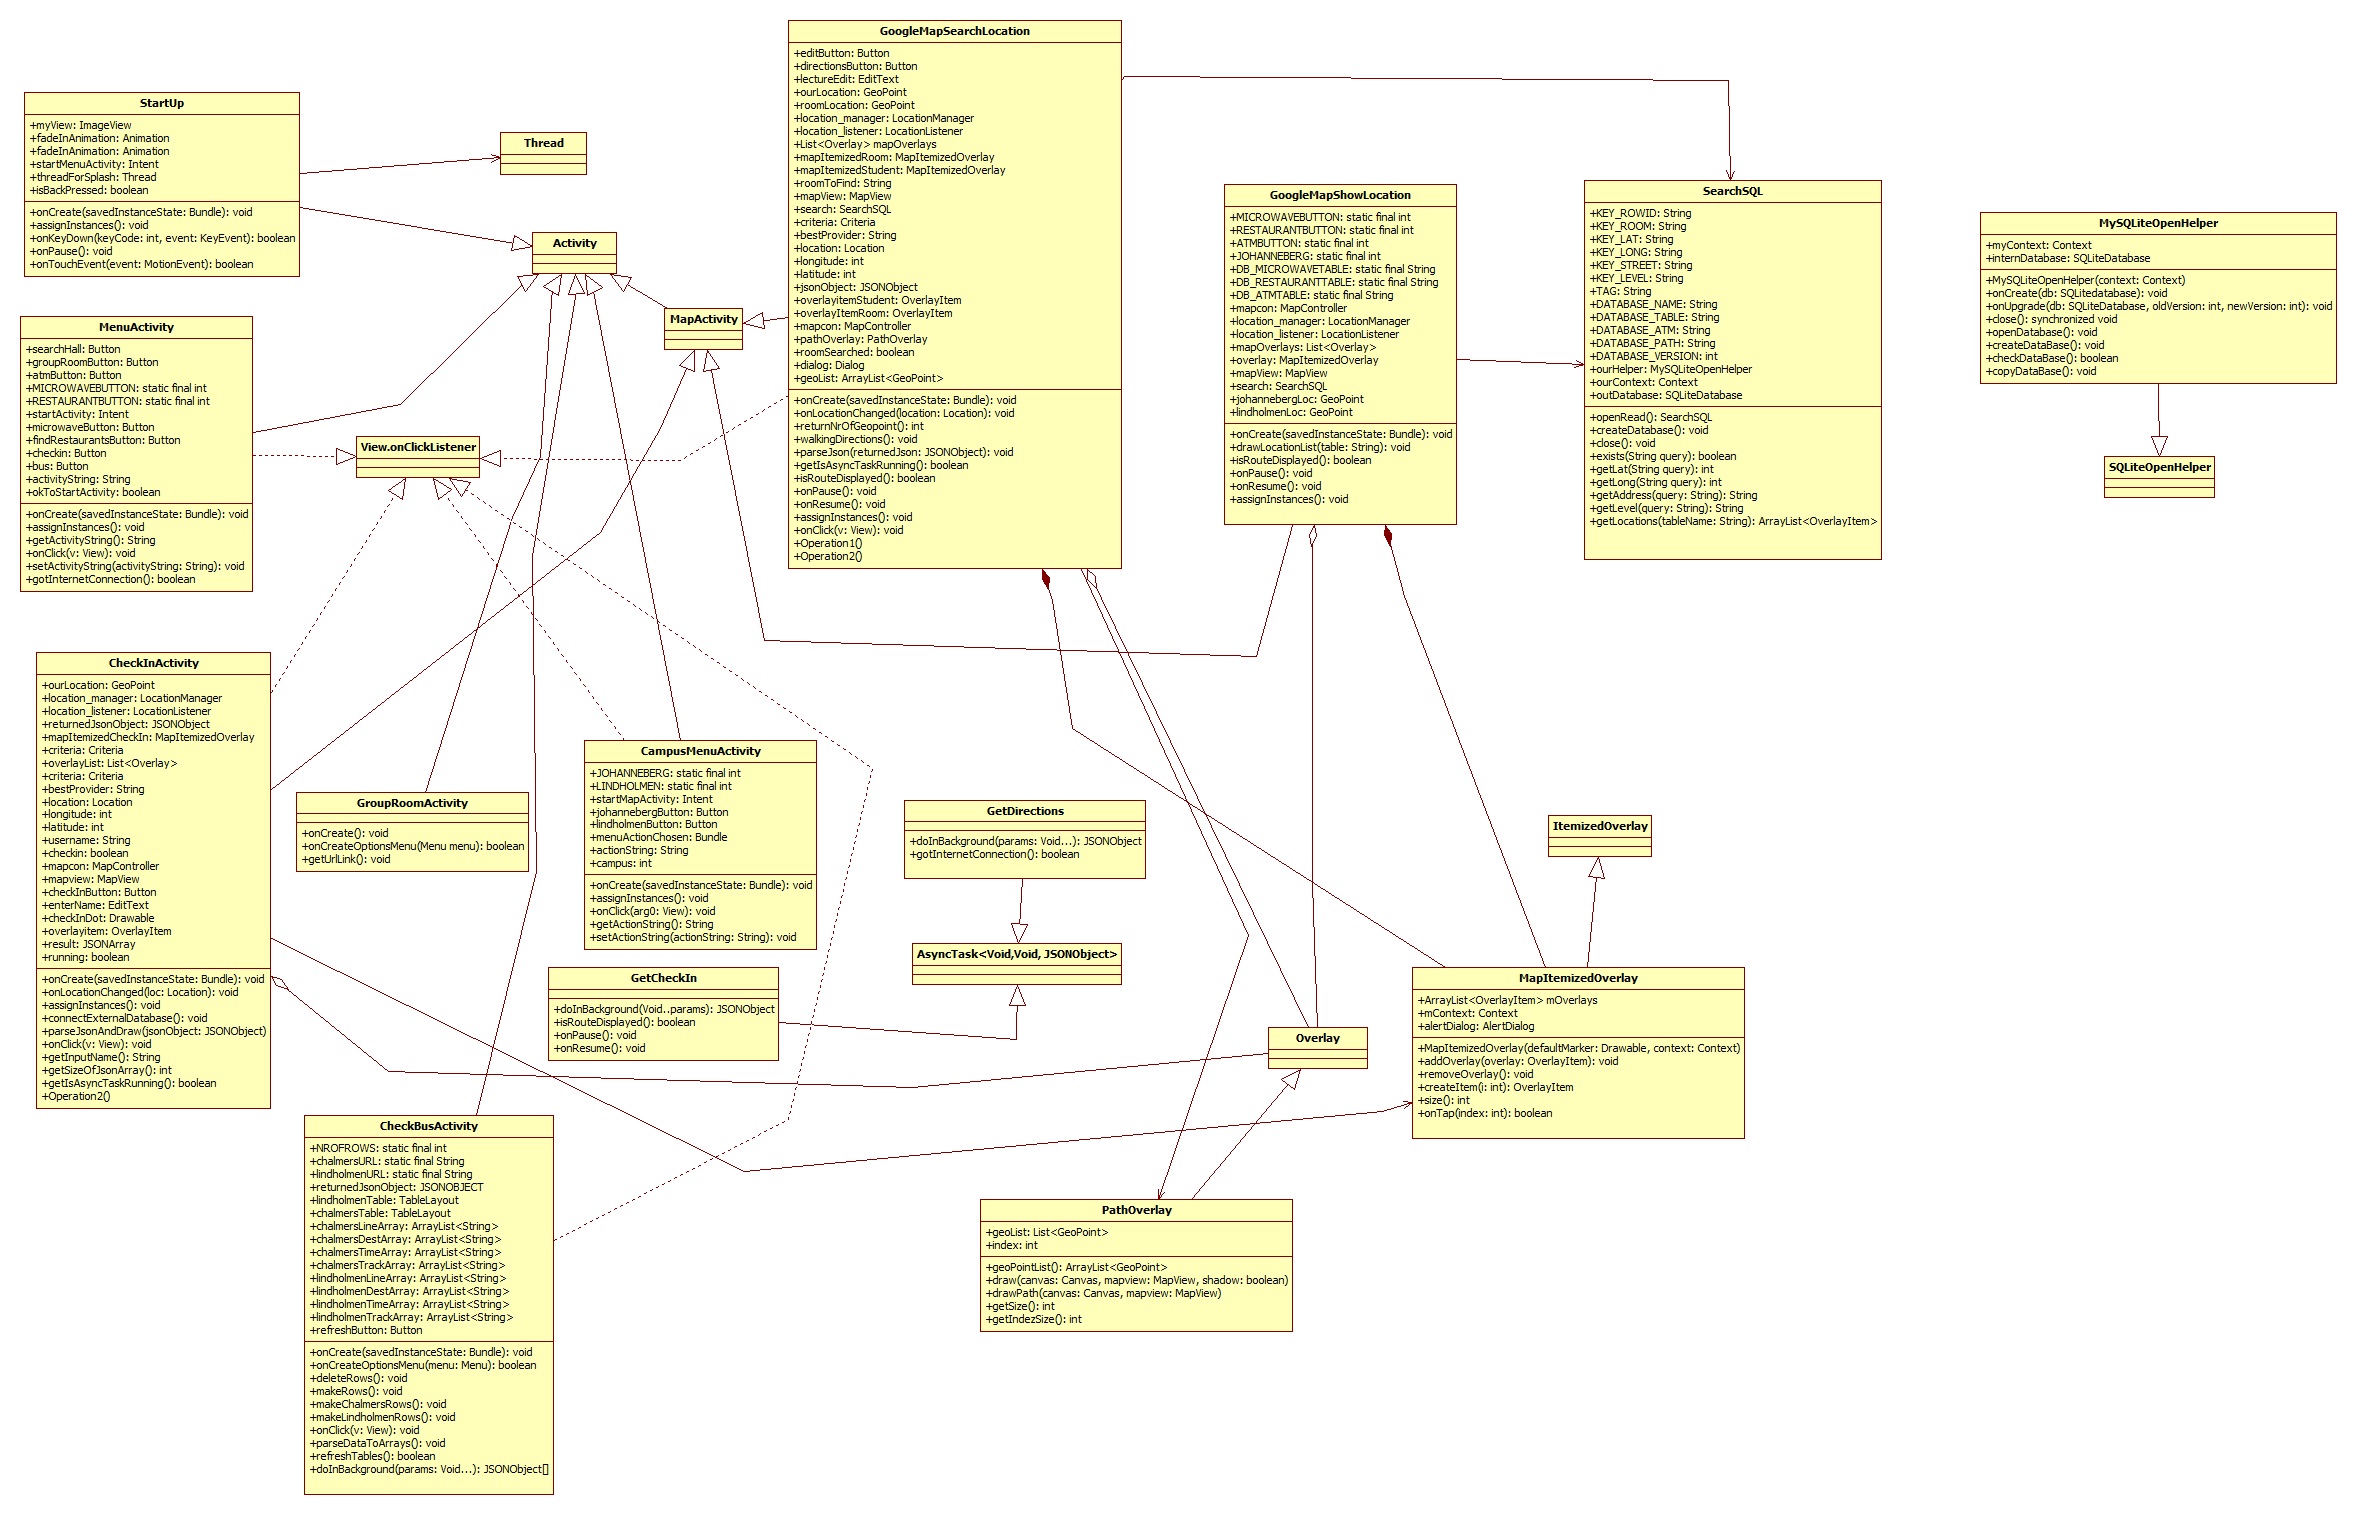 GoogleMapSearchLocation
+editButton: Button
+directionsButton: Button
+lectureEdit: EditText
+ourLocation: GeoPoint
+roomLocation: GeoPoint
+location_manager: LocationManager
+location_listener: LocationListener
+List<Overlay> mapOverlays
+mapItemizedRoom: MapItemizedOverlay
+mapItemizedStudent: MapItemizedOverlay
+roomToFind: String
+mapView: MapView
+search: SearchSQL
+criteria: Criteria
+bestProvider: String
+location: Location
+longitude: int
+latitude: int
+jsonObject: JSONObject
+overlayitemStudent: OverlayItem
+overlayItemRoom: OverlayItem
+mapcon: MapController
+pathOverlay: PathOverlay
+roomSearched: boolean
+dialog: Dialog
+geoList: ArrayList<GeoPoint>
+onCreate(savedInstanceState: Bundle): void
+onLocationChanged(location: Location): void
+returnNrOfGeopoint(): int
+walkingDirections(): void
+parseJson(returnedJson: JSONObject): void
+getIsAsyncTaskRunning(): boolean
+isRouteDisplayed(): boolean
+onPause(): void
+onResume(): void
+assignInstances(): void
+onClick(v: View): void
+Operation1()
+Operation2()
StartUp
+myView: ImageView
+fadeInAnimation: Animation
+fadeInAnimation: Animation
+startMenuActivity: Intent
+threadForSplash: Thread
+isBackPressed: boolean
+onCreate(savedInstanceState: Bundle): void
+assignInstances(): void
+onKeyDown(keyCode: int, event: KeyEvent): boolean
+onPause(): void
+onTouchEvent(event: MotionEvent): boolean
Thread
Activity
MapActivity
GoogleMapShowLocation
+MICROWAVEBUTTON: static final int
+RESTAURANTBUTTON: static final int
+ATMBUTTON: static final int
+JOHANNEBERG: static final int
+DB_MICROWAVETABLE: static final String
+DB_RESTAURANTTABLE: static final String
+DB_ATMTABLE: static final String
+mapcon: MapController
+location_manager: LocationManager
+location_listener: LocationListener
+mapOverlays: List<Overlay>
+overlay: MapItemizedOverlay
+mapView: MapView
+search: SearchSQL
+johannebergLoc: GeoPoint
+lindholmenLoc: GeoPoint
+onCreate(savedInstanceState: Bundle): void
+drawLocationList(table: String): void
+isRouteDisplayed(): boolean
+onPause(): void
+onResume(): void
+assignInstances(): void
SearchSQL
+KEY_ROWID: String
+KEY_ROOM: String
+KEY_LAT: String
+KEY_LONG: String
+KEY_STREET: String
+KEY_LEVEL: String
+TAG: String
+DATABASE_NAME: String
+DATABASE_TABLE: String
+DATABASE_ATM: String
+DATABASE_PATH: String
+DATABASE_VERSION: int
+ourHelper: MySQLiteOpenHelper
+ourContext: Context
+outDatabase: SQLiteDatabase
+openRead(): SearchSQL
+createDatabase(): void
+close(): void
+exists(String query): boolean
+getLat(String query): int
+getLong(String query): int
+getAddress(query: String): String
+getLevel(query: String): String
+getLocations(tableName: String): ArrayList<OverlayItem>
MySQLiteOpenHelper
+myContext: Context
+internDatabase: SQLiteDatabase
+MySQLiteOpenHelper(context: Context)
+onCreate(db: SQLitedatabase): void
+onUpgrade(db: SQLiteDatabase, oldVersion: int, newVersion: int): void
+close(): synchronized void
+openDatabase(): void
+createDataBase(): void
+checkDataBase(): boolean
+copyDataBase(): void
SQLiteOpenHelper
MenuActivity
+searchHall: Button
+groupRoomButton: Button
+atmButton: Button
+MICROWAVEBUTTON: static final int
+RESTAURANTBUTTON: static final int
+startActivity: Intent
+microwaveButton: Button
+findRestaurantsButton: Button
+checkin: Button
+bus: Button
+activityString: String
+okToStartActivity: boolean
+onCreate(savedInstanceState: Bundle): void
+assignInstances(): void
+getActivityString(): String
+onClick(v: View): void
+setActivityString(activityString: String): void
+gotInternetConnection(): boolean
View.onClickListener
CheckInActivity
+ourLocation: GeoPoint
+location_manager: LocationManager
+location_listener: LocationListener
+returnedJsonObject: JSONObject
+mapItemizedCheckIn: MapItemizedOverlay
+criteria: Criteria
+overlayList: List<Overlay>
+criteria: Criteria
+bestProvider: String
+location: Location
+longitude: int
+latitude: int
+username: String
+checkin: boolean
+mapcon: MapController
+mapview: MapView
+checkInButton: Button
+enterName: EditText
+checkInDot: Drawable
+overlayitem: OverlayItem
+result: JSONArray
+running: boolean
+onCreate(savedInstanceState: Bundle): void
+onLocationChanged(loc: Location): void
+assignInstances(): void
+connectExternalDatabase(): void
+parseJsonAndDraw(jsonObject: JSONObject)
+onClick(v: View): void
+getInputName(): String
+getSizeOfJsonArray(): int
+getIsAsyncTaskRunning(): boolean
+Operation2()
GroupRoomActivity
+onCreate(): void
+onCreateOptionsMenu(Menu menu): boolean
+getUrlLink(): void
CampusMenuActivity
+JOHANNEBERG: static final int
+LINDHOLMEN: static final int
+startMapActivity: Intent
+johannebergButton: Button
+lindholmenButton: Button
+menuActionChosen: Bundle
+actionString: String
+campus: int
+onCreate(savedInstanceState: Bundle): void
+assignInstances(): void
+onClick(arg0: View): void
+getActionString(): String
+setActionString(actionString: String): void
GetDirections
+doInBackground(params: Void...): JSONObject
+gotInternetConnection(): boolean
AsyncTask<Void,Void, JSONObject>
GetCheckIn
+doInBackground(Void..params): JSONObject
+isRouteDisplayed(): boolean
+onPause(): void
+onResume(): void
ItemizedOverlay
MapItemizedOverlay
+ArrayList<OverlayItem> mOverlays
+mContext: Context
+alertDialog: AlertDialog
+MapItemizedOverlay(defaultMarker: Drawable, context: Context)
+addOverlay(overlay: OverlayItem): void
+removeOverlay(): void
+createItem(i: int): OverlayItem
+size(): int
+onTap(index: int): boolean
Overlay
CheckBusActivity
+NROFROWS: static final int
+chalmersURL: static final String
+lindholmenURL: static final String
+returnedJsonObject: JSONOBJECT
+lindholmenTable: TableLayout
+chalmersTable: TableLayout
+chalmersLineArray: ArrayList<String>
+chalmersDestArray: ArrayList<String>
+chalmersTimeArray: ArrayList<String>
+chalmersTrackArray: ArrayList<String>
+lindholmenLineArray: ArrayList<String>
+lindholmenDestArray: ArrayList<String>
+lindholmenTimeArray: ArrayList<String>
+lindholmenTrackArray: ArrayList<String>
+refreshButton: Button
+onCreate(savedInstanceState: Bundle): void
+onCreateOptionsMenu(menu: Menu): boolean
+deleteRows(): void
+makeRows(): void
+makeChalmersRows(): void
+makeLindholmenRows(): void
+onClick(v: View): void
+parseDataToArrays(): void
+refreshTables(): boolean
+doInBackground(params: Void...): JSONObject[]
PathOverlay
+geoList: List<GeoPoint>
+index: int
+geoPointList(): ArrayList<GeoPoint>
+draw(canvas: Canvas, mapview: MapView, shadow: boolean)
+drawPath(canvas: Canvas, mapview: MapView)
+getSize(): int
+getIndezSize(): int